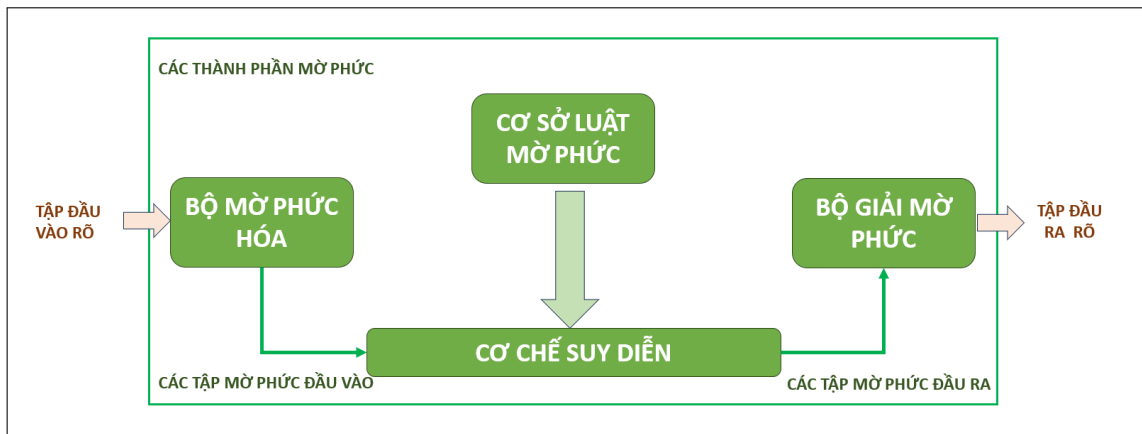 CÁC THÀNH PHẦN MỜ PHỨC
CƠ SỞ LUẬT
MỜ PHỨC
TẬP ĐẦU
VÀO RÕ
BỘ MỜ PHỨC
HÓA
BỘ GIẢI MỜ
PHỨC
TẬP ĐẦU
RA RÕ
CƠ CHẾ SUY DIỄN
CÁC TẬP MỜ PHỨC ĐẦU VÀO
CÁC TẬP MỜ PHỨC ĐẦU RA